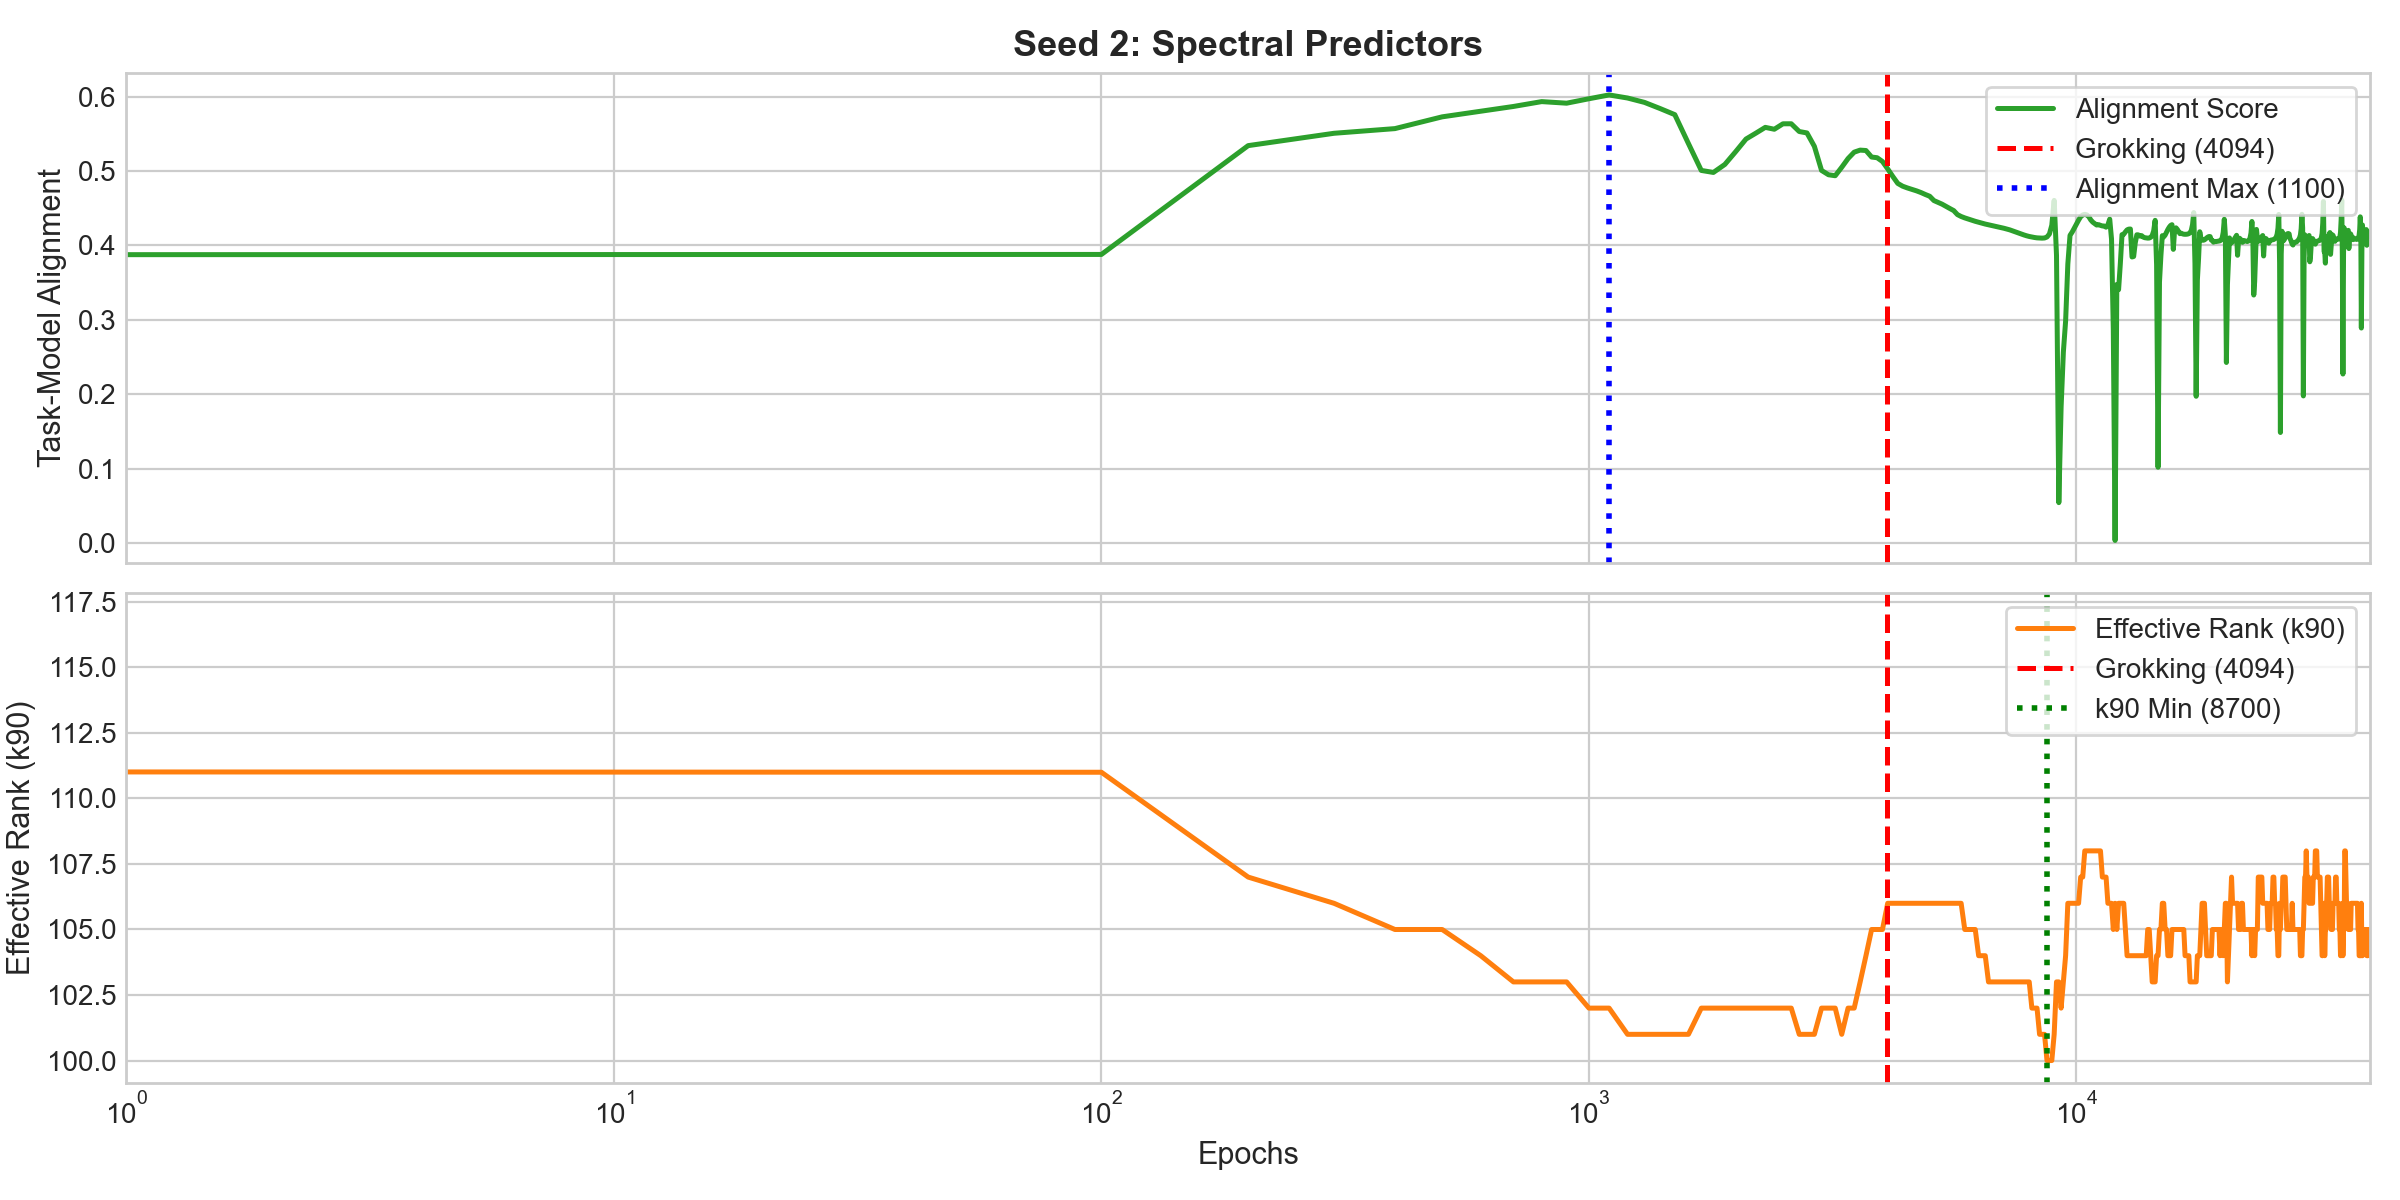 Seed 2: Spectral Predictors
Task-Model Alignment
0.6
0.5
0.4
0.3
0.2
0.1
0.0
Alignment Score
Grokking (4094)
Alignment Max (1100)
Effective Rank (k90)
117.5
115.0
112.5
110.0
107.5
105.0
102.5
100.0
Effective Rank (k90)
Grokking (4094)
k90 Min (8700)
10^0 10^1 10^2 10^3 10^4
Epochs